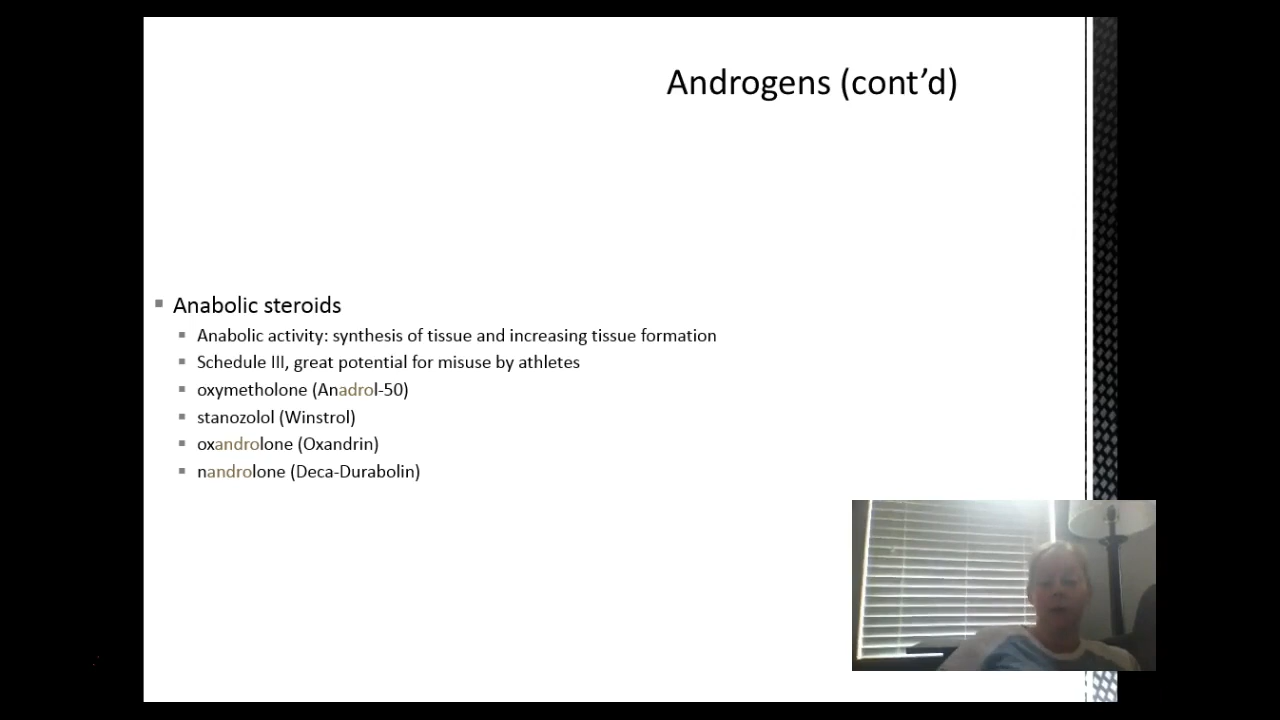 Androgens (cont’d)
Anabolic steroids
Anabolic activity: synthesis of tissue and increasing tissue formation
Schedule III, great potential for misuse by athletes
oxymetholone (Anadrol-50)
stanozolol (Winstrol)
oxandrolone (Oxandrin)
nandrolone (Deca-Durabolin)